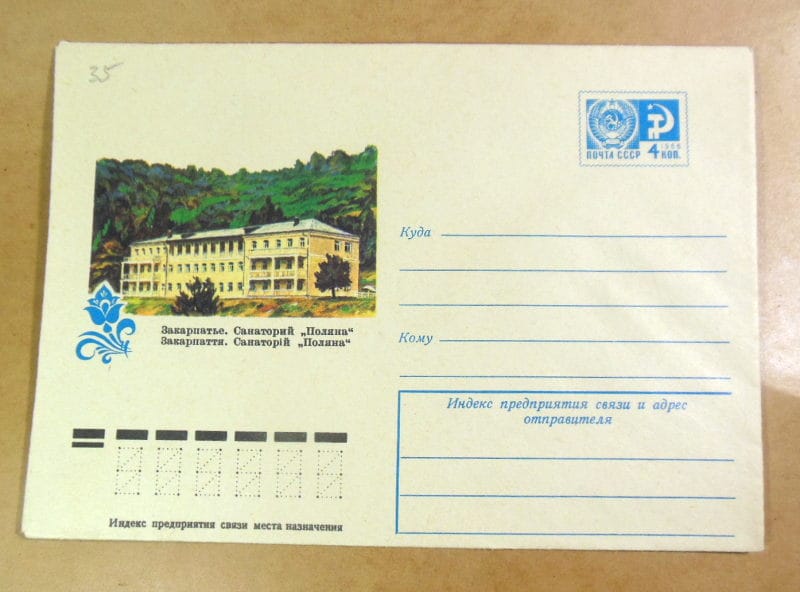 35
1966
ПОЧТА СССР 4 КОП.
Куда
Закарпатье. Санаторий „Поляна“
Закарпаття. Санаторій „Поляна“
Кому
Индекс предприятия связи и адрес
отправителя
Индекс предприятия связи места назначения